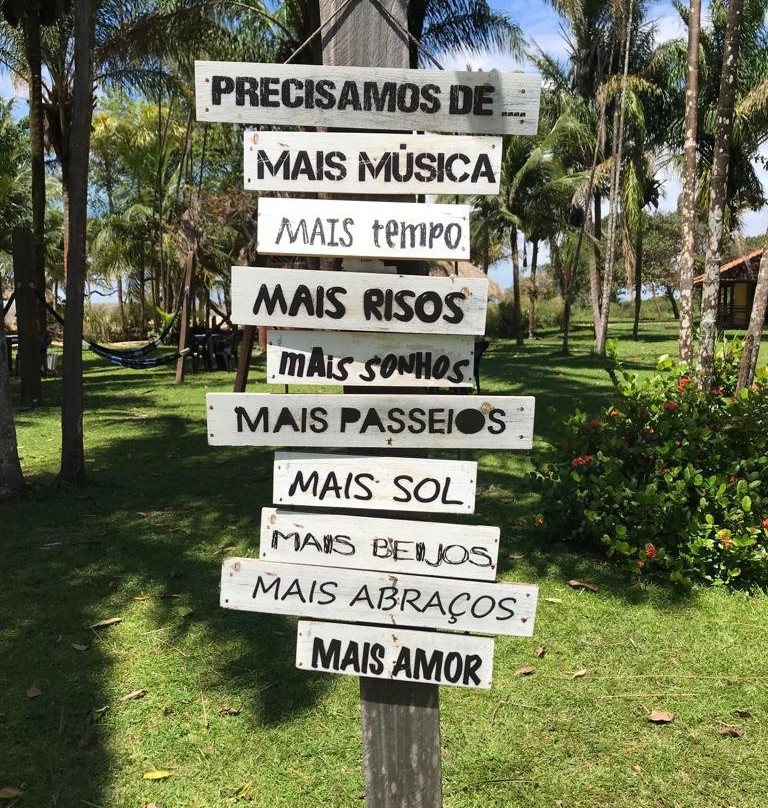 PRECISAMOS DE ....
MAIS MÚSICA
MAIS tempo
MAIS RISOS
mAis sonhos
MAIS PASSEIOS
MAIS SOL
MAIS BEIJOS
MAIS ABRAÇOS
MAIS AMOR